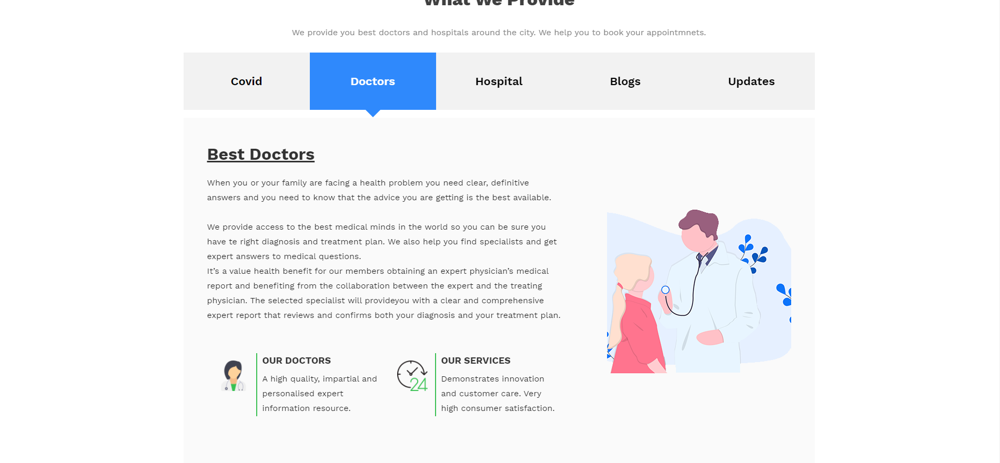 What We Provide
We provide you best doctors and hospitals around the city. We help you to book your appointmnets.
Covid
Doctors
Hospital
Blogs
Updates
Best Doctors
When you or your family are facing a health problem you need clear, definitive
answers and you need to know that the advice you are getting is the best available.
We provide access to the best medical minds in the world so you can be sure you
have te right diagnosis and treatment plan. We also help you find specialists and get
expert answers to medical questions.
It’s a value health benefit for our members obtaining an expert physician’s medical
report and benefiting from the collaboration between the expert and the treating
physician. The selected specialist will provideyou with a clear and comprehensive
expert report that reviews and confirms both your diagnosis and your treatment plan.
OUR DOCTORS
A high quality, impartial and
personalised expert
information resource.
24
OUR SERVICES
Demonstrates innovation
and customer care. Very
high consumer satisfaction.